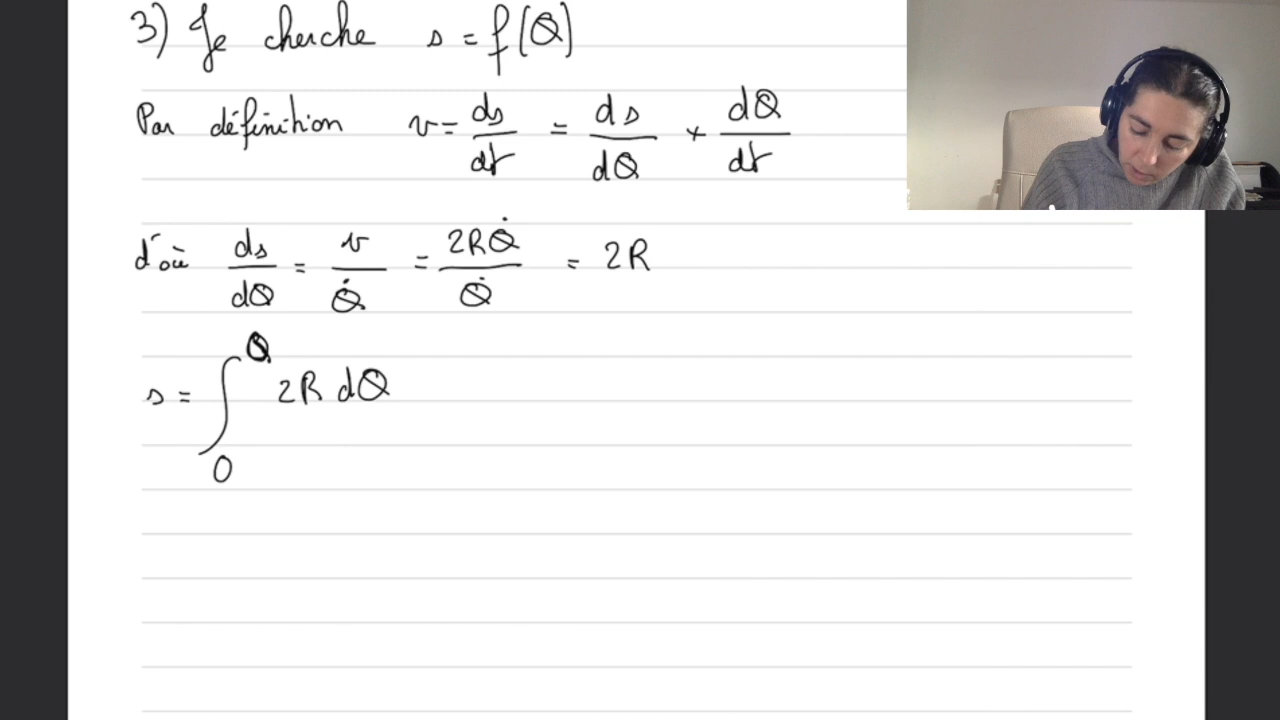 3) Je cherche s = f(θ)
Par définition v = ds/dt = ds/dθ × dθ/dt
d'où ds/dθ = v/θ̇ = 2Rθ̇/θ̇ = 2R
s = ∫₀^θ 2R dθ